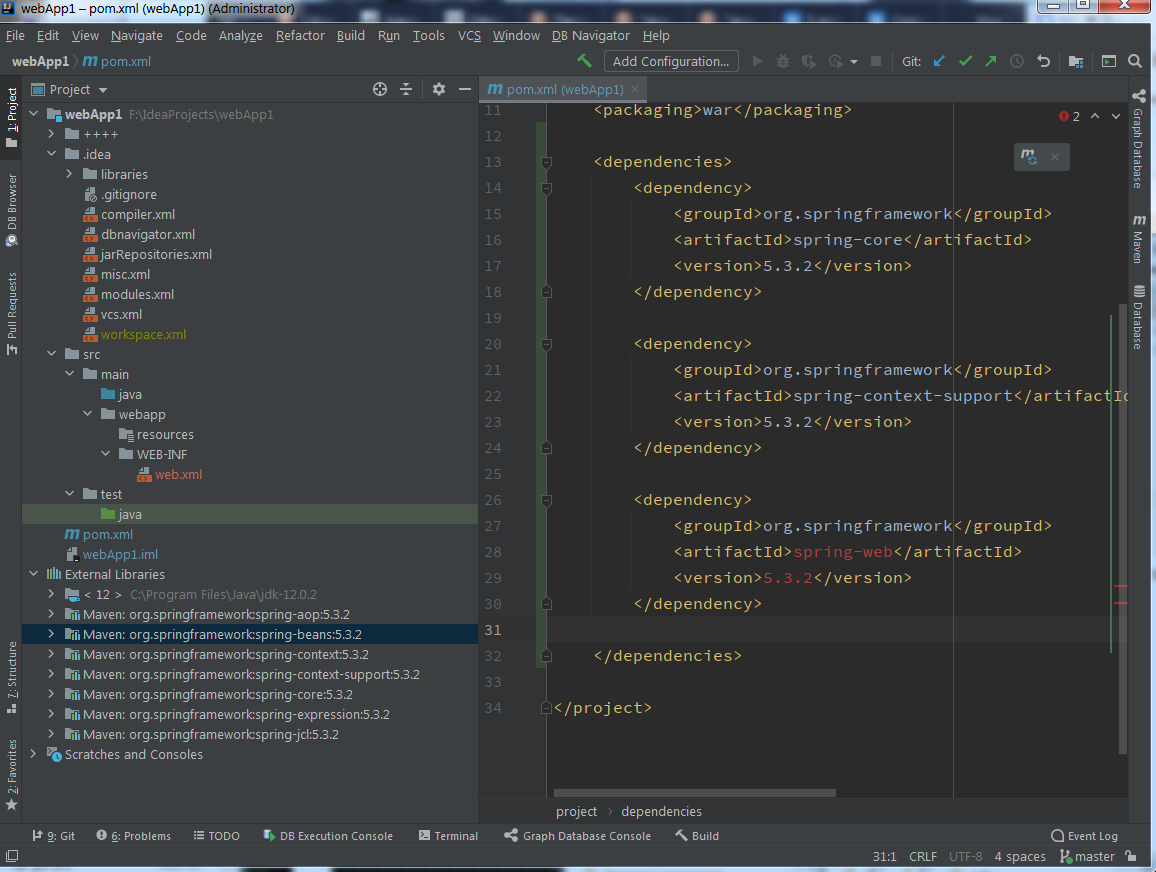 webApp1 – pom.xml (webApp1) (Administrator)
File Edit View Navigate Code Analyze Refactor Build Run Tools VCS Window DB Navigator Help
webApp1 pom.xml Add Configuration... Git:
Project
pom.xml (webApp1)
1: Project
DB Browser
Pull Requests
7: Structure
2: Favorites
webApp1 F:\IdeaProjects\webApp1
++++
.idea
libraries
.gitignore
compiler.xml
dbnavigator.xml
jarRepositories.xml
misc.xml
modules.xml
vcs.xml
workspace.xml
src
main
java
webapp
resources
WEB-INF
web.xml
test
java
pom.xml
webApp1.iml
External Libraries
< 12 > C:\Program Files\Java\jdk-12.0.2
Maven: org.springframework:spring-aop:5.3.2
Maven: org.springframework:spring-beans:5.3.2
Maven: org.springframework:spring-context:5.3.2
Maven: org.springframework:spring-context-support:5.3.2
Maven: org.springframework:spring-core:5.3.2
Maven: org.springframework:spring-expression:5.3.2
Maven: org.springframework:spring-jcl:5.3.2
Scratches and Consoles
11 <packaging>war</packaging>
2
12
13 <dependencies>
14 <dependency>
15 <groupId>org.springframework</groupId>
16 <artifactId>spring-core</artifactId>
17 <version>5.3.2</version>
18 </dependency>
19
20 <dependency>
21 <groupId>org.springframework</groupId>
22 <artifactId>spring-context-support</artifactId
23 <version>5.3.2</version>
24 </dependency>
25
26 <dependency>
27 <groupId>org.springframework</groupId>
28 <artifactId>spring-web</artifactId>
29 <version>5.3.2</version>
30 </dependency>
31
32 </dependencies>
33
34 </project>
Graph Database
Maven
Database
project › dependencies
9: Git 6: Problems TODO DB Execution Console Terminal Graph Database Console Build Event Log
31:1 CRLF UTF-8 4 spaces master